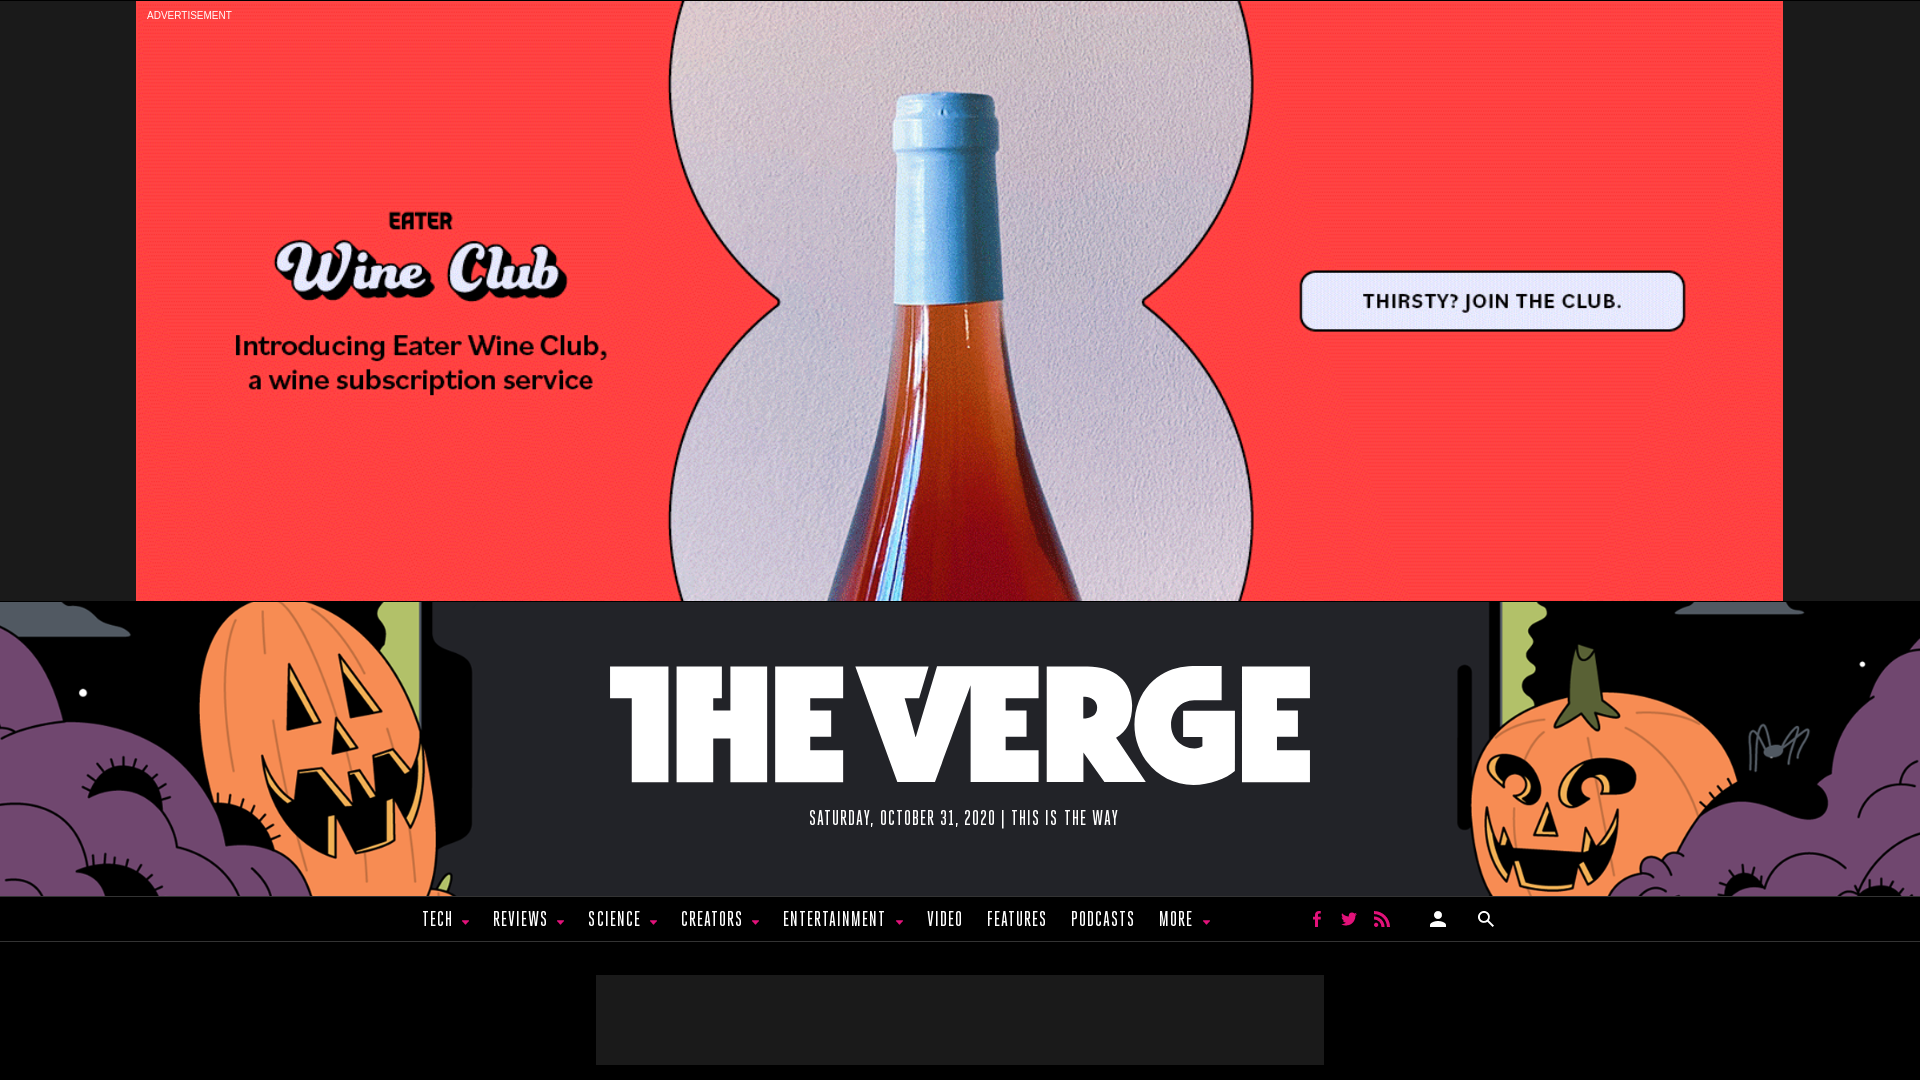 ADVERTISEMENT
EATER
Wine Club
Introducing Eater Wine Club,
a wine subscription service
THIRSTY? JOIN THE CLUB.
THE VERGE
SATURDAY, OCTOBER 31, 2020 | THIS IS THE WAY
TECH REVIEWS SCIENCE CREATORS ENTERTAINMENT VIDEO FEATURES PODCASTS MORE